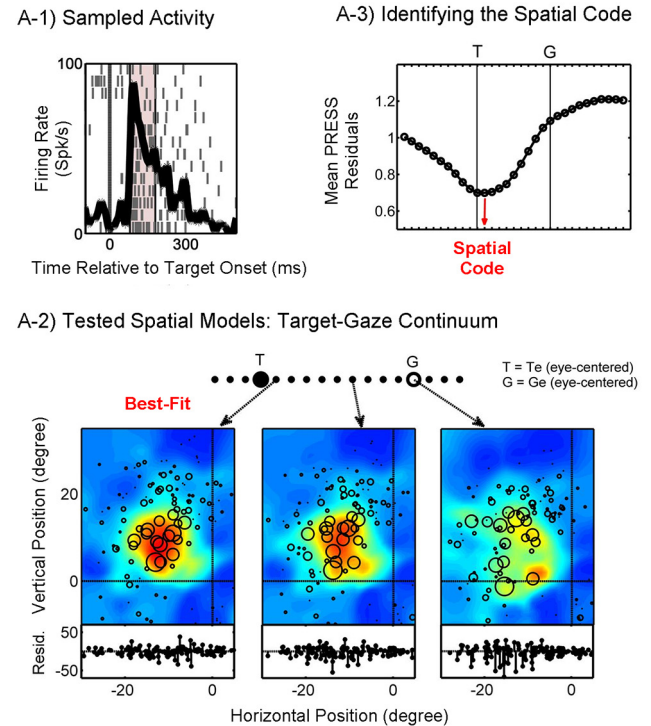 A-1) Sampled Activity
A-3) Identifying the Spatial Code
T G
100
Firing Rate
(Spk/s)
0
0 300
Time Relative to Target Onset (ms)
1.2
1
0.8
0.6
Mean PRESS
Residuals
Spatial
Code
A-2) Tested Spatial Models: Target-Gaze Continuum
T G
T = Te (eye-centered)
G = Ge (eye-centered)
Best-Fit
Vertical Position (degree)
20
0
Resid.
50
0
-50
-20 0 -20 0 -20 0
Horizontal Position (degree)